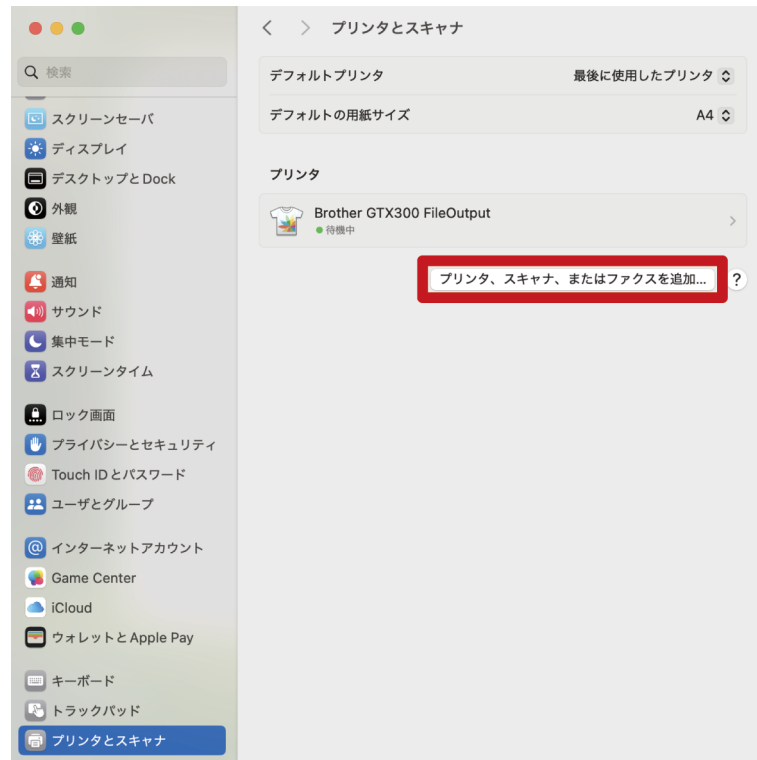 プリンタとスキャナ
検索
スクリーンセーバ
ディスプレイ
デスクトップとDock
外観
壁紙
通知
サウンド
集中モード
スクリーンタイム
ロック画面
プライバシーとセキュリティ
Touch IDとパスワード
ユーザとグループ
インターネットアカウント
Game Center
iCloud
ウォレットとApple Pay
キーボード
トラックパッド
プリンタとスキャナ
デフォルトプリンタ 最後に使用したプリンタ
デフォルトの用紙サイズ A4
プリンタ
Brother GTX300 FileOutput
待機中
プリンタ、スキャナ、またはファクスを追加... ?